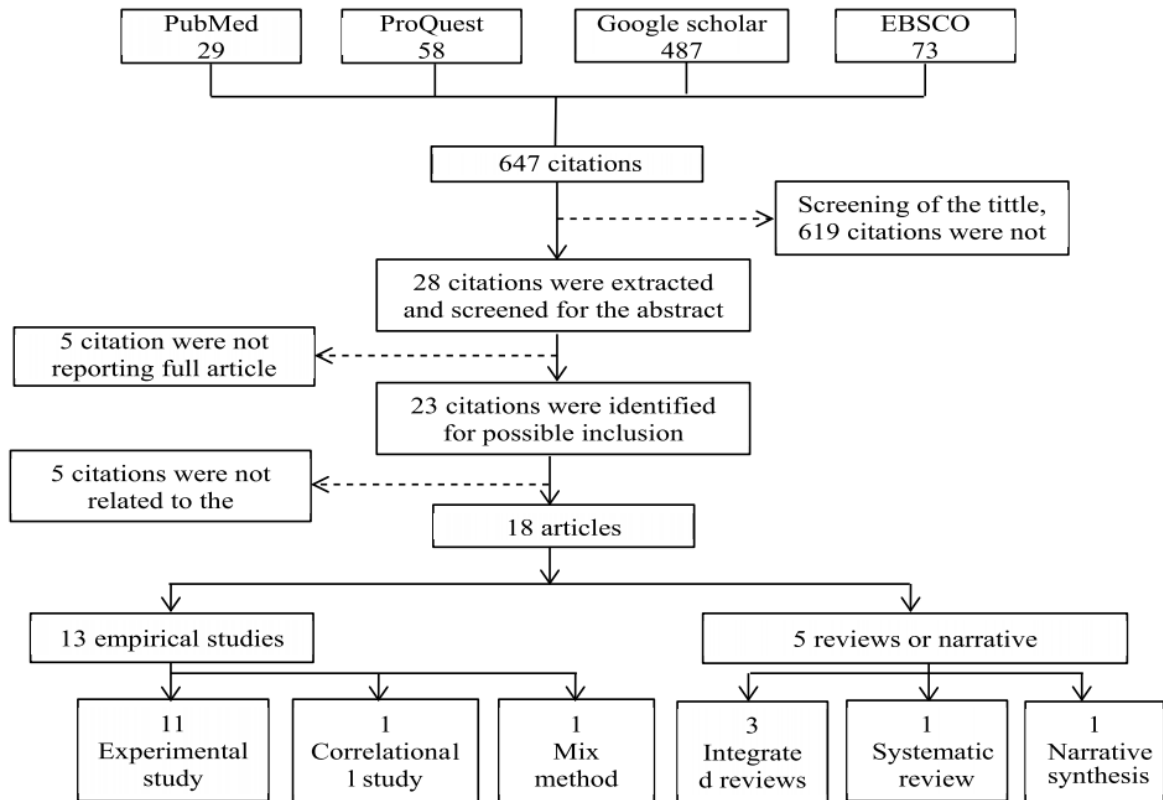 PubMed
29
ProQuest
58
Google scholar
487
EBSCO
73
647 citations
Screening of the tittle,
619 citations were not
28 citations were extracted
and screened for the abstract
5 citation were not
reporting full article
23 citations were identified
for possible inclusion
5 citations were not
related to the
18 articles
13 empirical studies
5 reviews or narrative
11
Experimental
study
1
Correlational
l study
1
Mix
method
3
Integrate
d reviews
1
Systematic
review
1
Narrative
synthesis